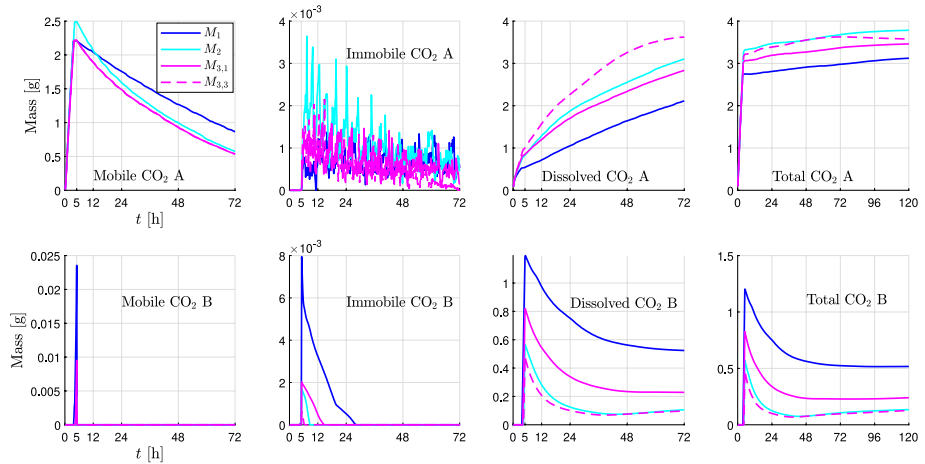 2.5
2
1.5
1
0.5
0
Mass [g]
M1
M2
M3,1
M3,3
Mobile CO2 A
0 5 12 24 48 72
t [h]
4 ×10-3
3
2
1
0
Immobile CO2 A
0 5 12 24 48 72
4
3
2
1
0
Dissolved CO2 A
0 5 12 24 48 72
4
3
2
1
0
Total CO2 A
0 24 48 72 96 120
0.025
0.02
0.015
0.01
0.005
0
Mass [g]
Mobile CO2 B
0 5 12 24 48 72
t [h]
8 ×10-3
6
4
2
0
Immobile CO2 B
0 5 12 24 48 72
1
0.8
0.6
0.4
0.2
0
Dissolved CO2 B
0 5 12 24 48 72
1.5
1
0.5
0
Total CO2 B
0 24 48 72 96 120